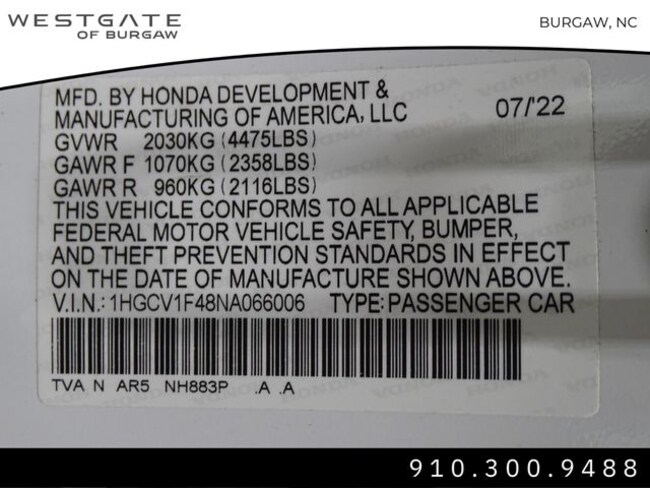 WESTGATE
OF BURGAW
BURGAW, NC
MFD. BY HONDA DEVELOPMENT &
MANUFACTURING OF AMERICA, LLC 07/'22
GVWR 2030KG (4475LBS)
GAWR F 1070KG (2358LBS)
GAWR R 960KG (2116LBS)
THIS VEHICLE CONFORMS TO ALL APPLICABLE
FEDERAL MOTOR VEHICLE SAFETY, BUMPER,
AND THEFT PREVENTION STANDARDS IN EFFECT
ON THE DATE OF MANUFACTURE SHOWN ABOVE.
V.I.N.: 1HGCV1F48NA066006 TYPE: PASSENGER CAR
TVA N AR5 NH883P .A .A
910.300.9488